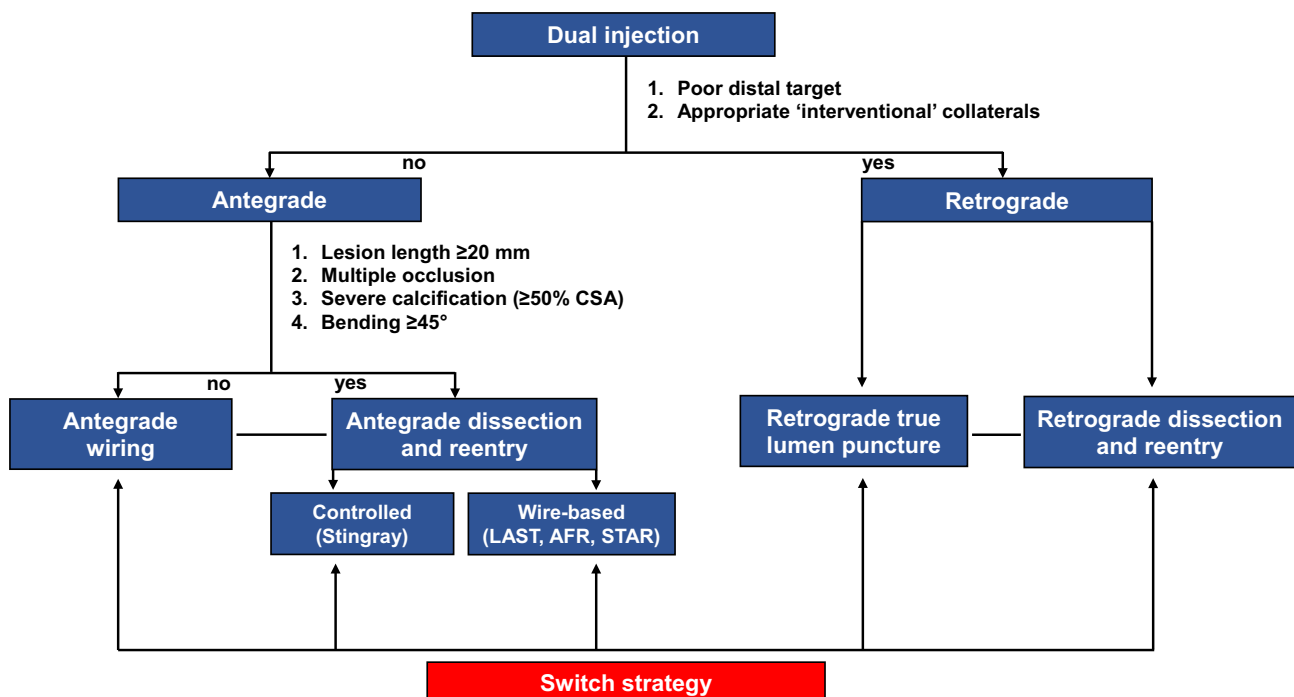 Dual injection
1. Poor distal target
2. Appropriate ‘interventional’ collaterals
no
yes
Antegrade
Retrograde
1. Lesion length ≥20 mm
2. Multiple occlusion
3. Severe calcification (≥50% CSA)
4. Bending ≥45°
no
yes
Antegrade
wiring
Antegrade dissection
and reentry
Retrograde true
lumen puncture
Retrograde dissection
and reentry
Controlled
(Stingray)
Wire-based
(LAST, AFR, STAR)
Switch strategy